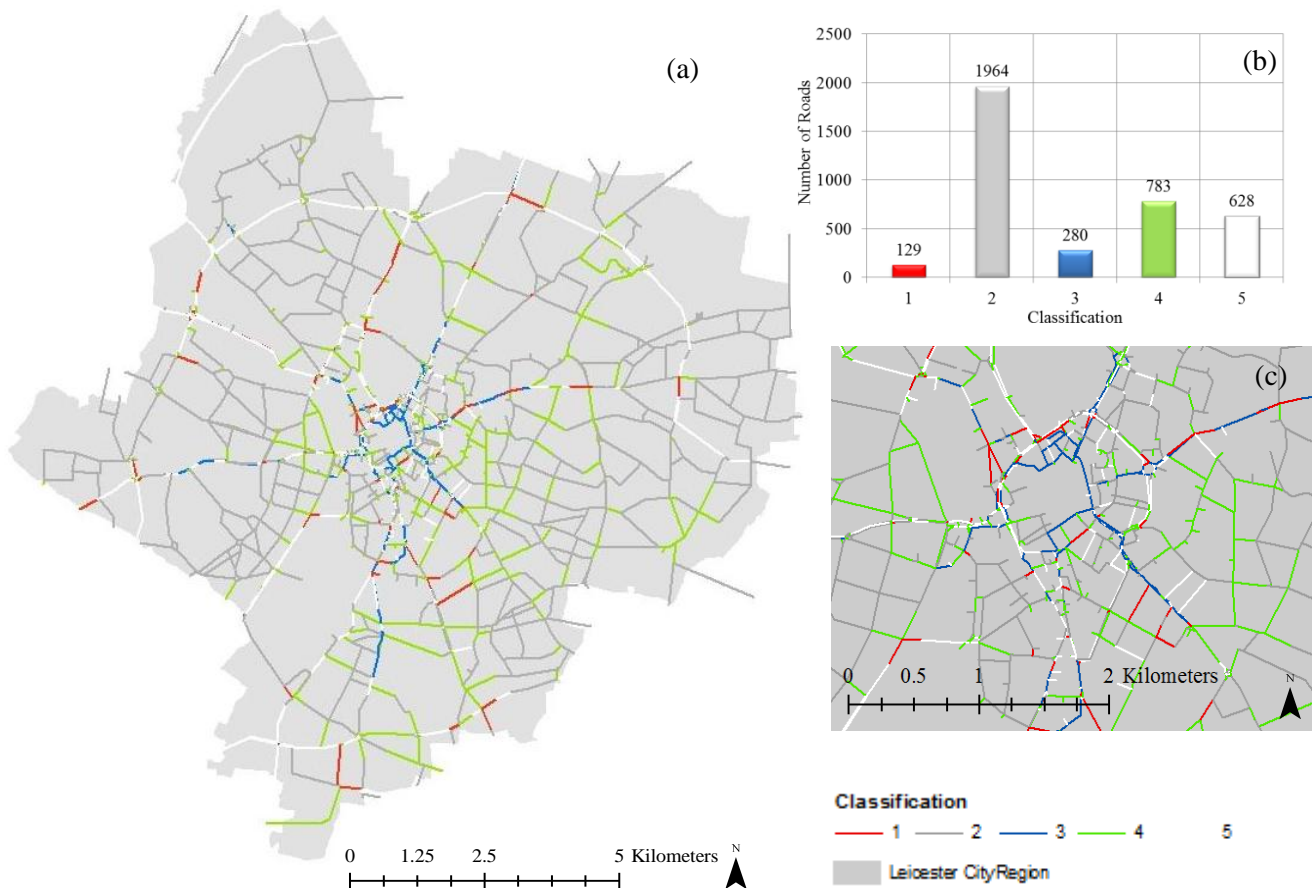 (a)
0 1.25 2.5 5 Kilometers
N
(b)
Number of Roads
2500
2000
1500
1000
500
0
129
1964
280
783
628
1 2 3 4 5
Classification
(c)
0 0.5 1 2 Kilometers
N
Classification
1 2 3 4 5
Leicester CityRegion